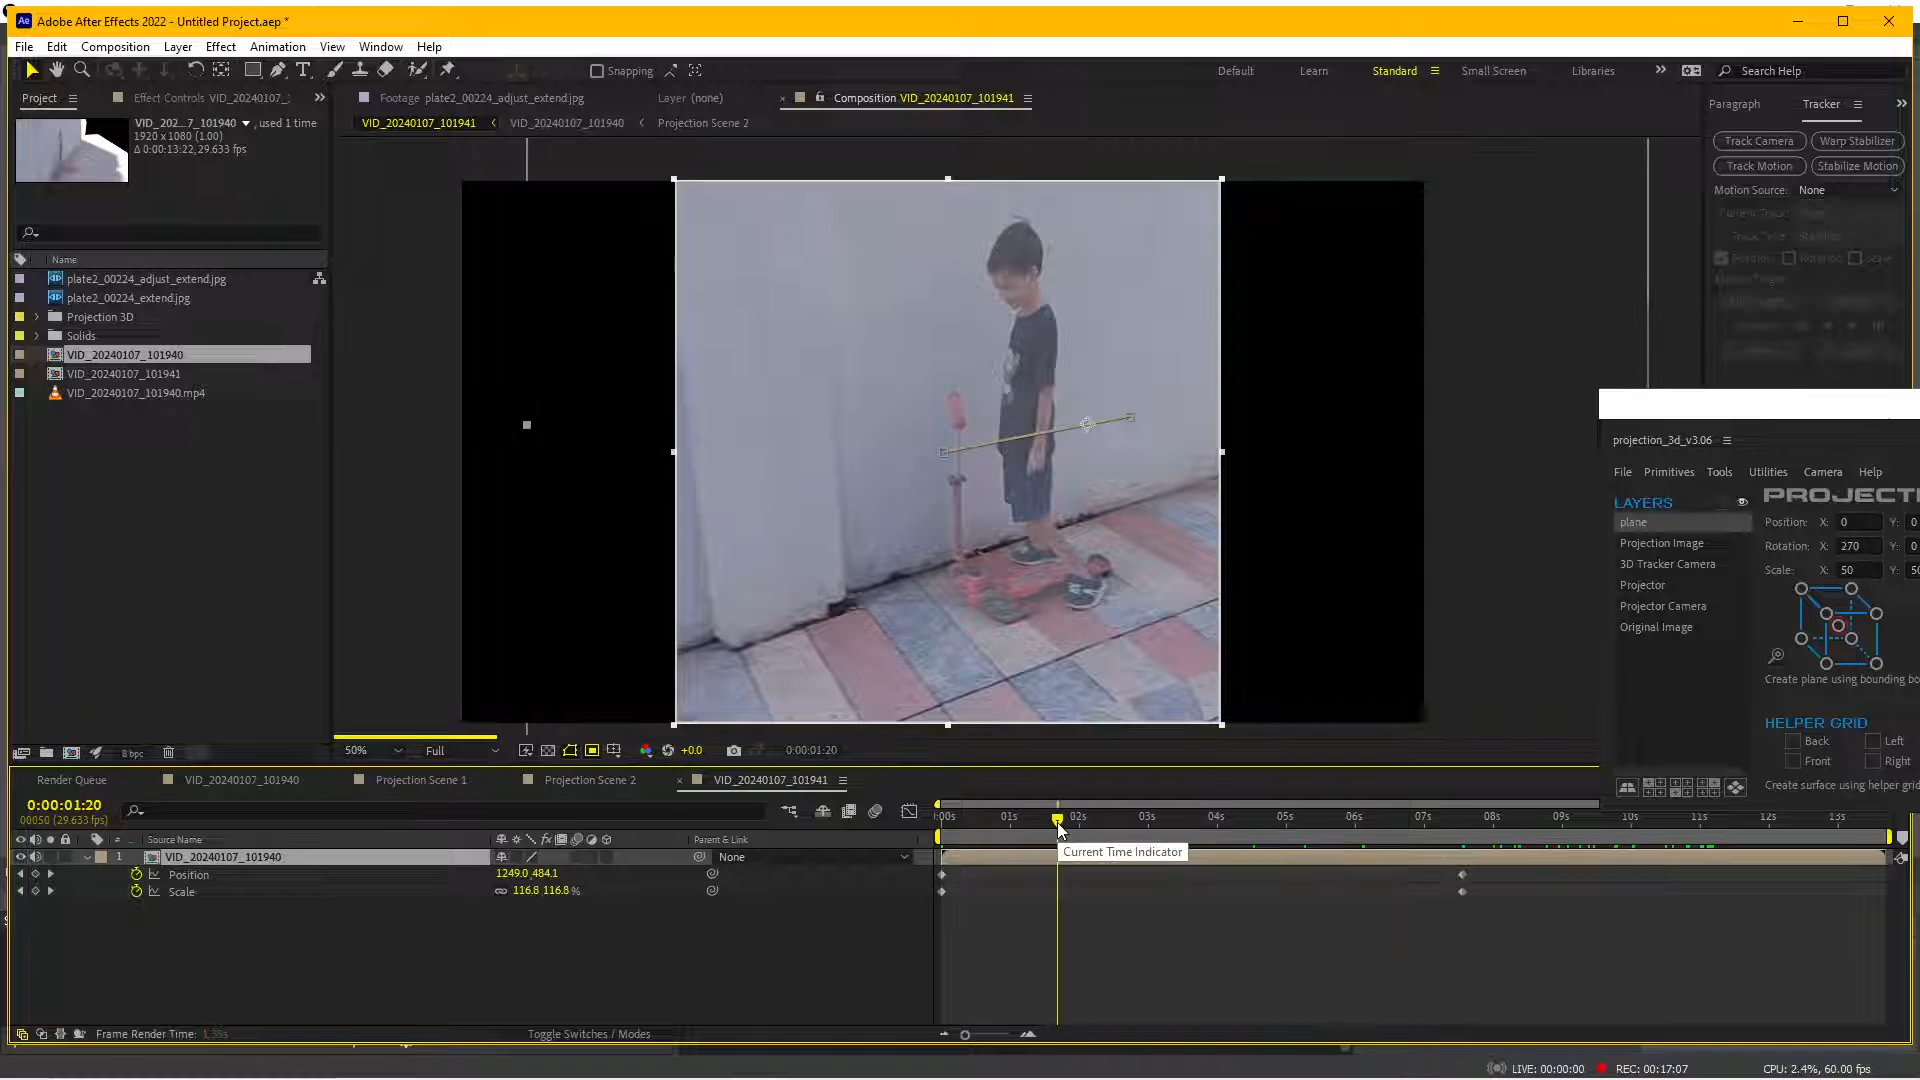 Adobe After Effects 2022 - Untitled Project.aep *
File Edit Composition Layer Effect Animation View Window Help
Snapping
Default Learn Standard Small Screen Libraries Search Help
Project Effect Controls VID_20240107_:
Footage plate2_00224_adjust_extend.jpg Layer (none) Composition VID_20240107_101941
Paragraph Tracker
VID_20240107_101941 VID_20240107_101940 Projection Scene 2
VID_202...7_101940 , used 1 time
1920 x 1080 (1.00)
Δ 0:00:13:22, 29.633 fps
Track Camera Warp Stabilizer
Track Motion Stabilize Motion
Motion Source: None
Name
plate2_00224_adjust_extend.jpg
plate2_00224_extend.jpg
Projection 3D
Solids
VID_20240107_101940
VID_20240107_101941
VID_20240107_101940.mp4
projection_3d_v3.06
File Primitives Tools Utilities Camera Help
LAYERS
plane
Projection Image
3D Tracker Camera
Projector
Projector Camera
Original Image
PROJECTI
Position: X: 0 Y: 0
Rotation: X: 270 Y: 0
Scale: X: 50 Y: 50
Create plane using bounding bo
HELPER GRID
Back Left
Front Right
Create surface using helper grid
8 bpc
50% Full +0.0 0:00:01:20
Render Queue VID_20240107_101940 Projection Scene 1 Projection Scene 2 VID_20240107_101941
0:00:01:20
00050 (29.633 fps)
:00s 01s 02s 03s 04s 05s 06s 07s 08s 09s 10s 11s 12s 13s
# Source Name Parent & Link
1 VID_20240107_101940 None
Current Time Indicator
Position 1249.0,484.1
Scale 116.8,116.8 %
Frame Render Time: 1.35s
Toggle Switches / Modes
LIVE: 00:00:00 REC: 00:17:07 CPU: 2.4%, 60.00 fps